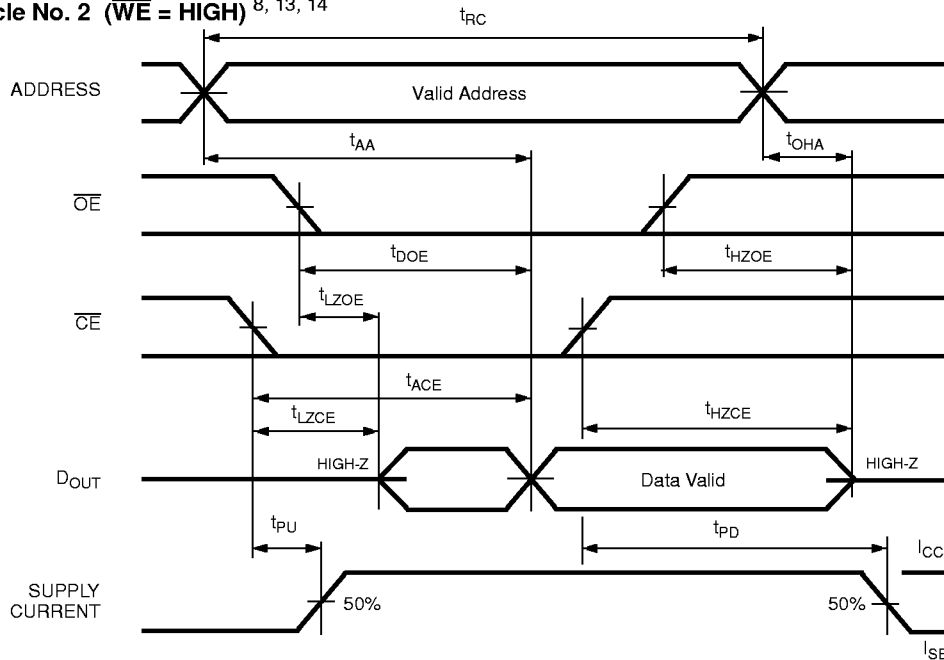 cle No. 2 (WE = HIGH) 8, 13, 14
tRC
ADDRESS
Valid Address
tAA
tOHA
OE
tDOE
tHZOE
tLZOE
CE
tACE
tLZCE
tHZCE
HIGH-Z
HIGH-Z
DOUT
Data Valid
tPU
tPD
ICC
SUPPLY
CURRENT
50%
50%
ISB